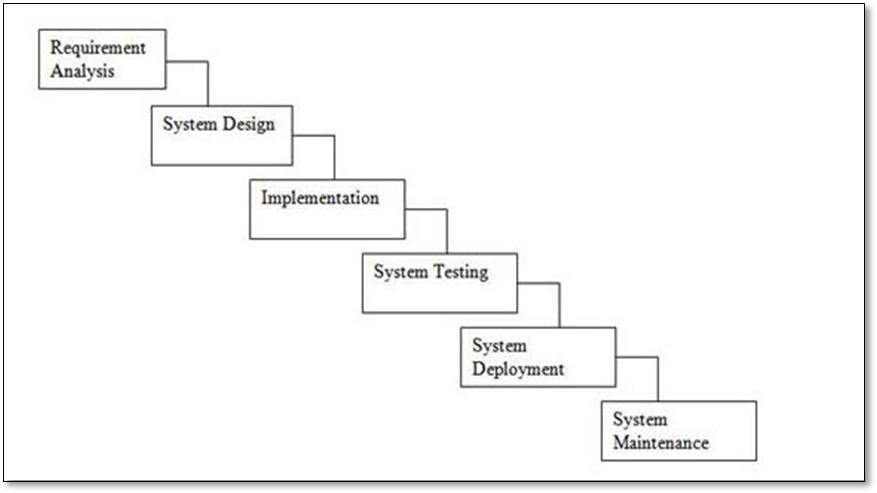 Requirement
Analysis
System Design
Implementation
System Testing
System
Deployment
System
Maintenance